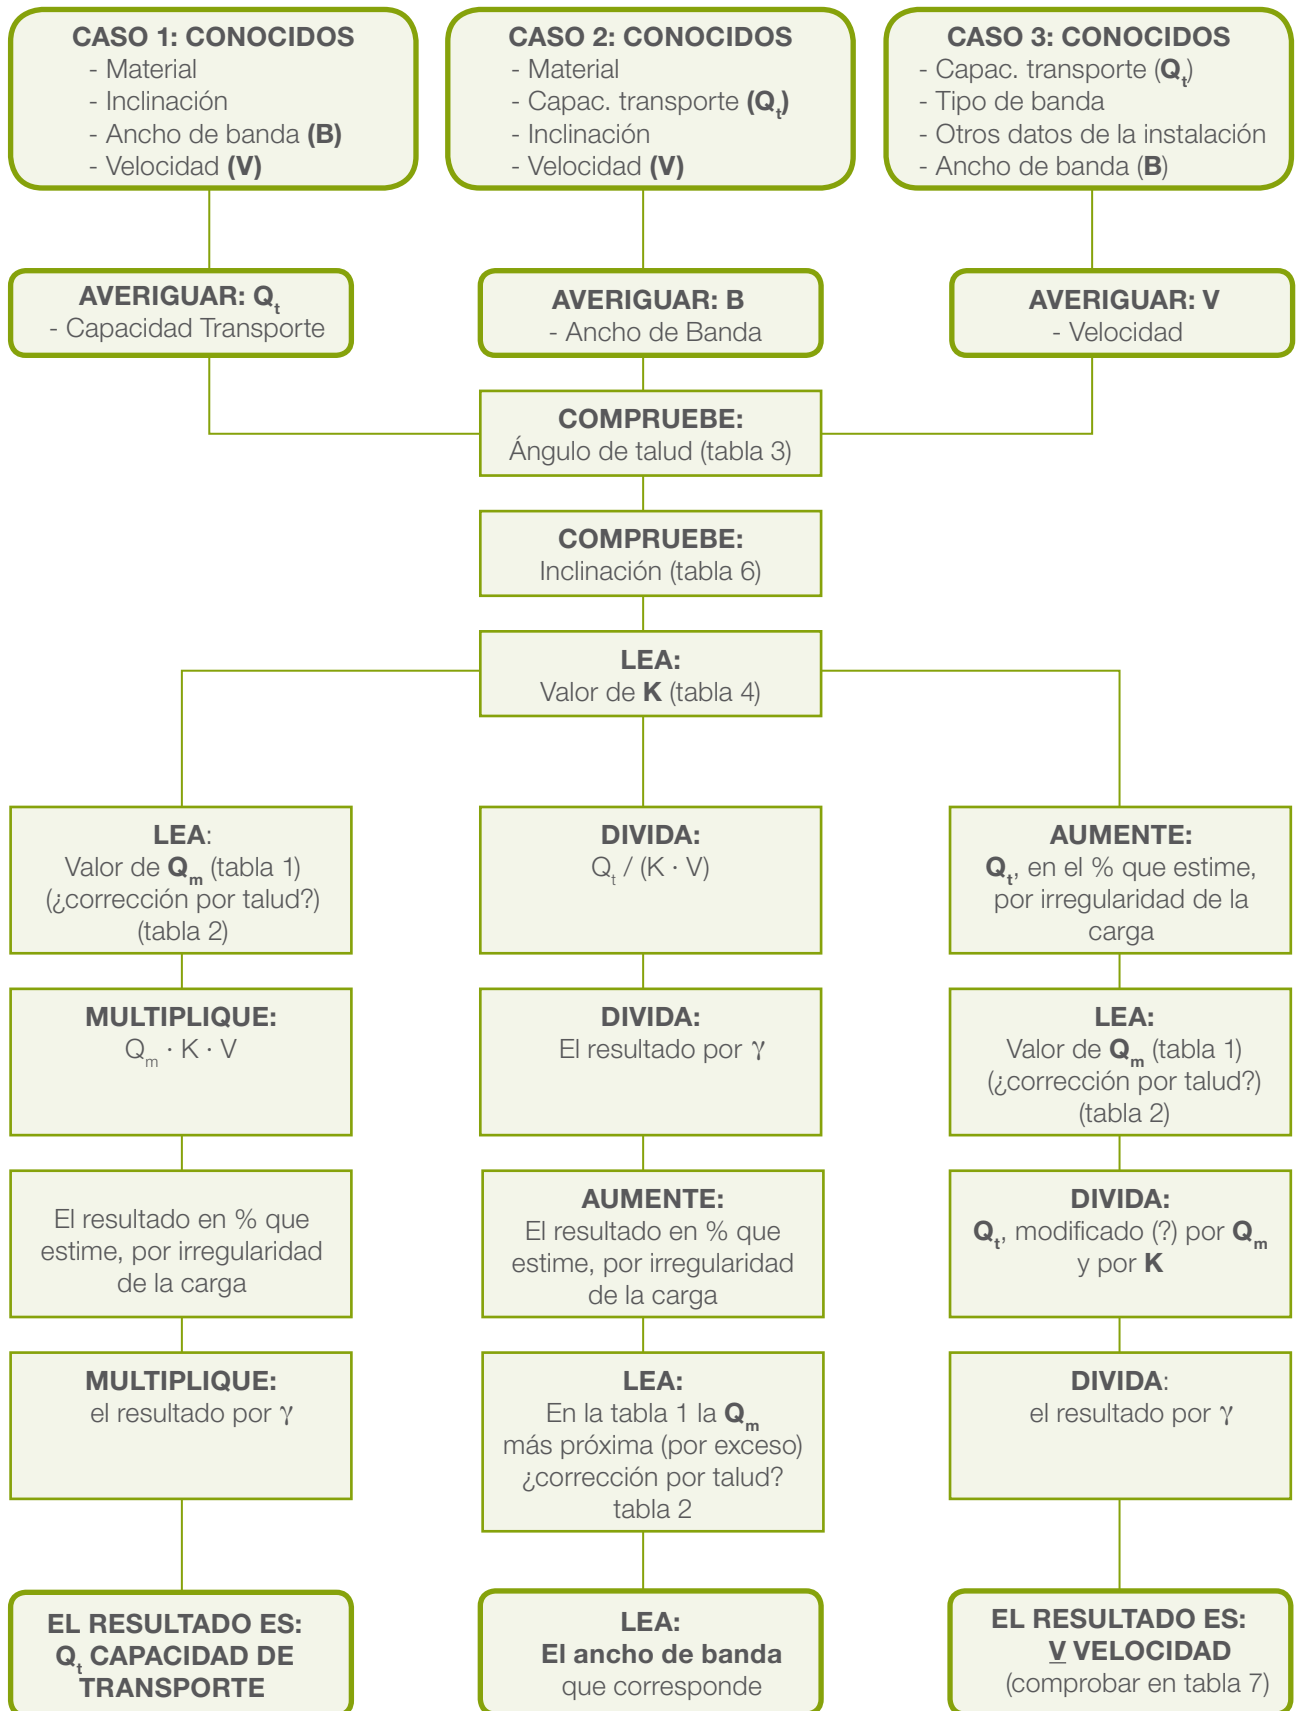 CASO 1: CONOCIDOS
- Material
- Inclinación
- Ancho de banda (B)
- Velocidad (V)
CASO 2: CONOCIDOS
- Material
- Capac. transporte (Qt)
- Inclinación
- Velocidad (V)
CASO 3: CONOCIDOS
- Capac. transporte (Qt)
- Tipo de banda
- Otros datos de la instalación
- Ancho de banda (B)
AVERIGUAR: Qt
- Capacidad Transporte
AVERIGUAR: B
- Ancho de Banda
AVERIGUAR: V
- Velocidad
COMPRUEBE:
Ángulo de talud (tabla 3)
COMPRUEBE:
Inclinación (tabla 6)
LEA:
Valor de K (tabla 4)
LEA:
Valor de Qm (tabla 1)
(¿corrección por talud?)
(tabla 2)
DIVIDA:
Qt / (K · V)
AUMENTE:
Qt, en el % que estime,
por irregularidad de la
carga
MULTIPLIQUE:
Qm · K · V
DIVIDA:
El resultado por γ
LEA:
Valor de Qm (tabla 1)
(¿corrección por talud?)
(tabla 2)
El resultado en % que
estime, por irregularidad
de la carga
AUMENTE:
El resultado en % que
estime, por irregularidad
de la carga
DIVIDA:
Qt, modificado (?) por Qm
y por K
MULTIPLIQUE:
el resultado por γ
LEA:
En la tabla 1 la Qm
más próxima (por exceso)
¿corrección por talud?
tabla 2
DIVIDA:
el resultado por γ
EL RESULTADO ES:
Qt CAPACIDAD DE
TRANSPORTE
LEA:
El ancho de banda
que corresponde
EL RESULTADO ES:
V VELOCIDAD
(comprobar en tabla 7)